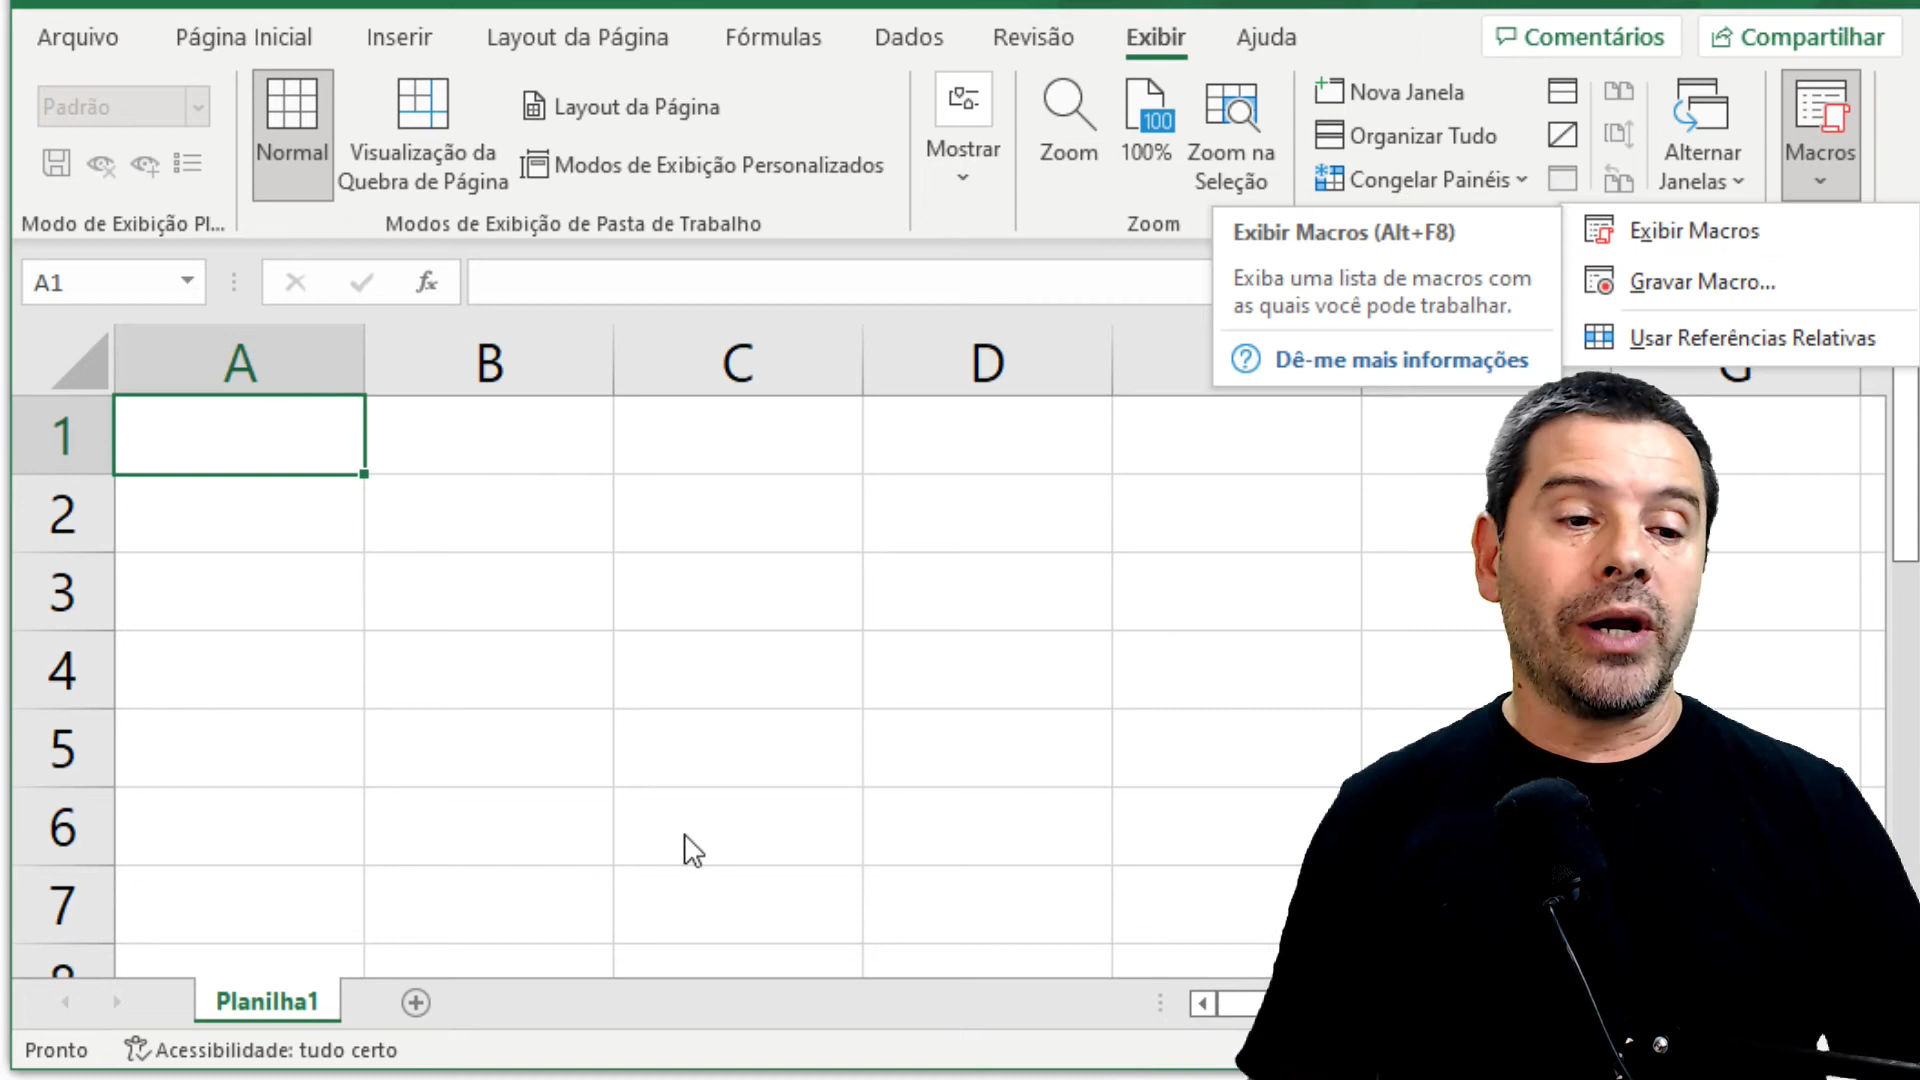 Arquivo Página Inicial Inserir Layout da Página Fórmulas Dados Revisão Exibir Ajuda Comentários Compartilhar
Padrão
Normal
Visualização da
Quebra de Página
Layout da Página
Modos de Exibição Personalizados
Mostrar
Zoom
100
100%
Zoom na
Seleção
Nova Janela
Organizar Tudo
Congelar Painéis
Alternar
Janelas
Macros
Modo de Exibição Pl...
Modos de Exibição de Pasta de Trabalho
Zoom
Exibir Macros (Alt+F8)
Exiba uma lista de macros com
as quais você pode trabalhar.
Dê-me mais informações
Exibir Macros
Gravar Macro...
Usar Referências Relativas
A1
fx
A B C D G
1
2
3
4
5
6
7
8
Planilha1
Pronto
Acessibilidade: tudo certo